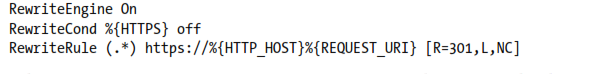 RewriteEngine On
RewriteCond %{HTTPS} off
RewriteRule (.*) https://%{HTTP_HOST}%{REQUEST_URI} [R=301,L,NC]